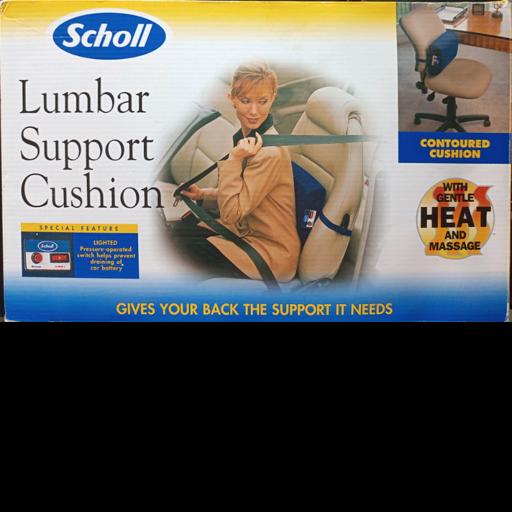 Scholl
Lumbar
Support
Cushion
SPECIAL FEATURE
Scholl
LIGHTED
Pressure-operated
switch helps prevent
draining of
car battery
CONTOURED
CUSHION
WITH
GENTLE
HEAT
AND
MASSAGE
GIVES YOUR BACK THE SUPPORT IT NEEDS